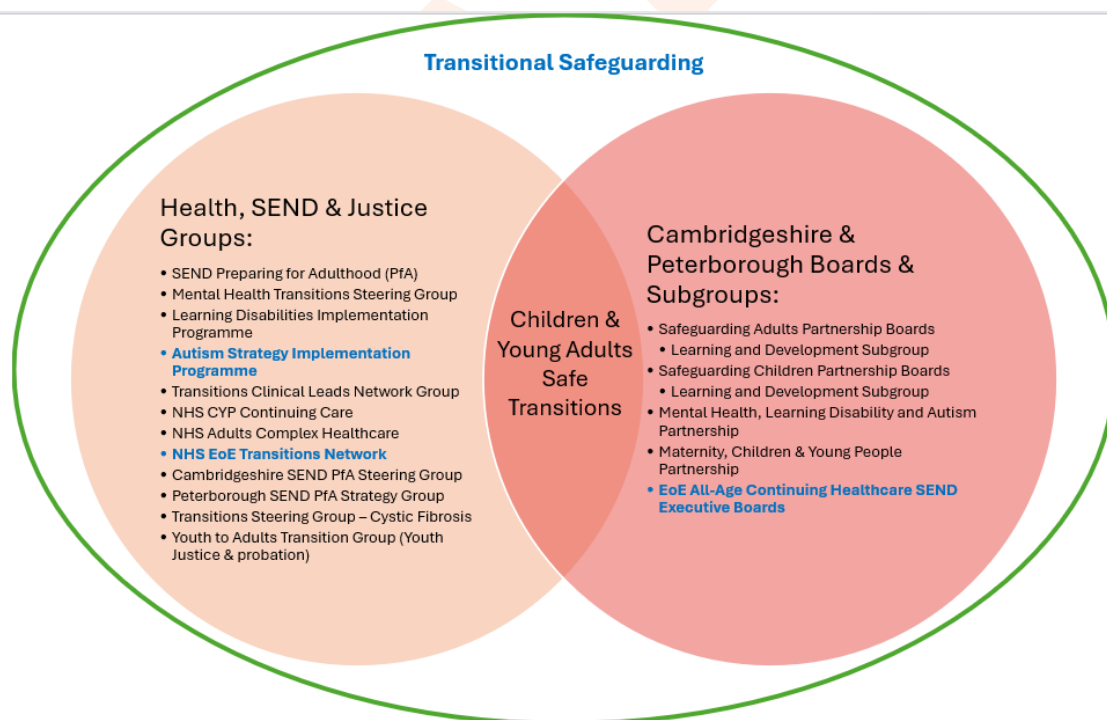 Transitional Safeguarding
Health, SEND & Justice
Groups:
• SEND Preparing for Adulthood (PfA)
• Mental Health Transitions Steering Group
• Learning Disabilities Implementation
Programme
• Autism Strategy Implementation
Programme
• Transitions Clinical Leads Network Group
• NHS CYP Continuing Care
• NHS Adults Complex Healthcare
• NHS EoE Transitions Network
• Cambridgeshire SEND PfA Steering Group
• Peterborough SEND PfA Strategy Group
• Transitions Steering Group – Cystic Fibrosis
• Youth to Adults Transition Group (Youth
Justice & probation)
Children &
Young Adults
Safe
Transitions
Cambridgeshire &
Peterborough Boards &
Subgroups:
• Safeguarding Adults Partnership Boards
• Learning and Development Subgroup
• Safeguarding Children Partnership Boards
• Learning and Development Subgroup
• Mental Health, Learning Disability and Autism
Partnership
• Maternity, Children & Young People
Partnership
• EoE All-Age Continuing Healthcare SEND
Executive Boards